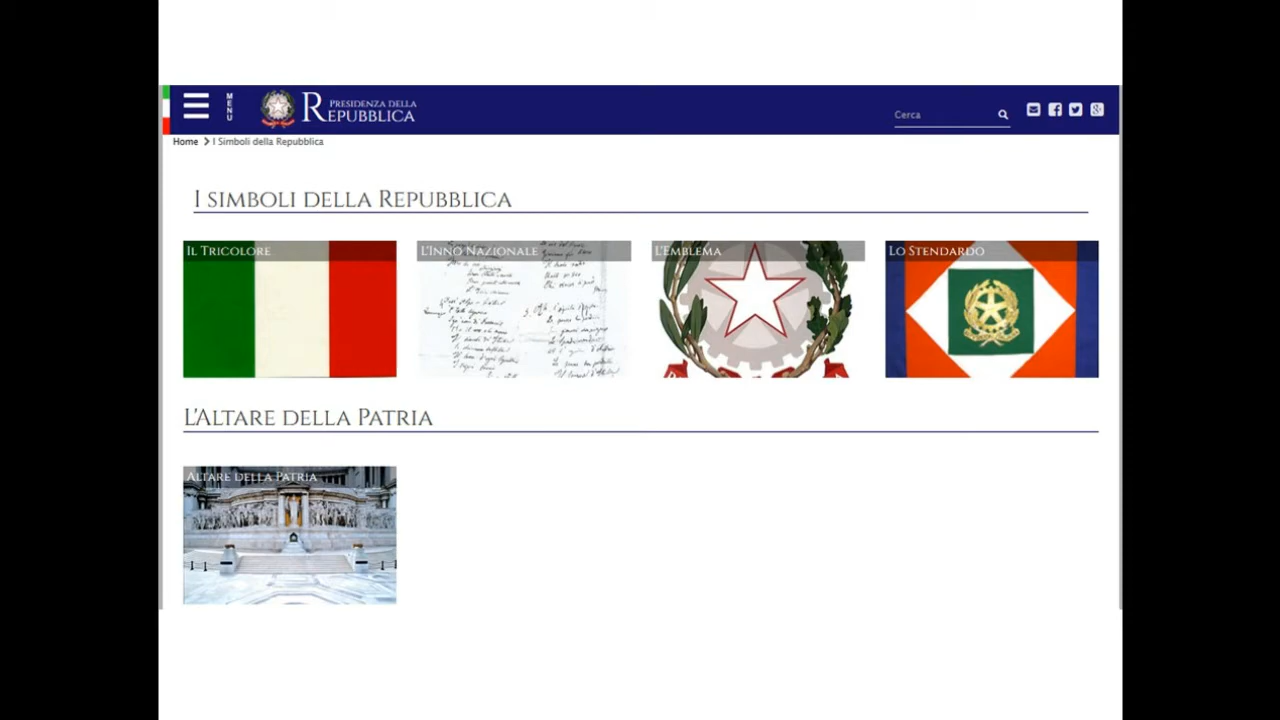 MENU
PRESIDENZA DELLA
REPUBBLICA
Cerca
Home > I Simboli della Repubblica
I SIMBOLI DELLA REPUBBLICA
IL TRICOLORE
L'INNO NAZIONALE
L'EMBLEMA
LO STENDARDO
L'ALTARE DELLA PATRIA
ALTARE DELLA PATRIA